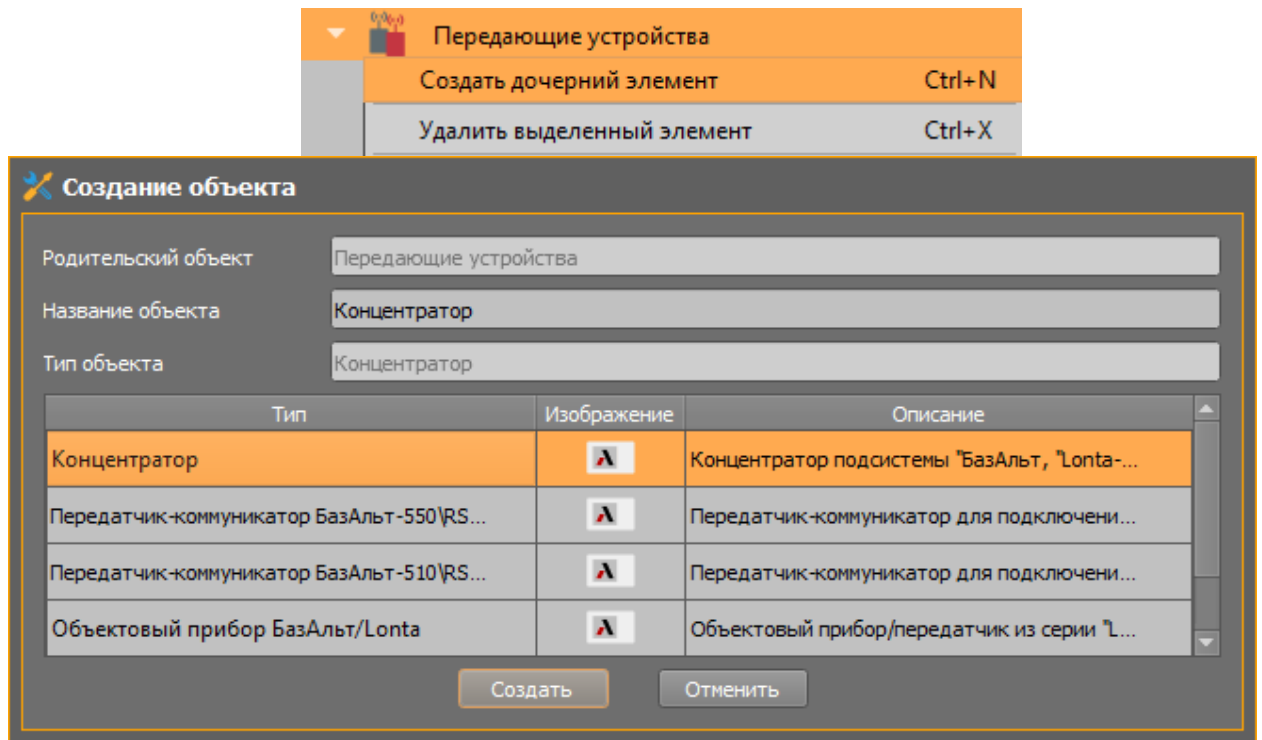 Передающие устройства
Создать дочерний элемент Ctrl+N
Удалить выделенный элемент Ctrl+X
Создание объекта
Родительский объект Передающие устройства
Название объекта Концентратор
Тип объекта Концентратор
Тип Изображение Описание
Концентратор Концентратор подсистемы "БазАльт, "Lonta-...
Передатчик-коммуникатор БазАльт-550\RS... Передатчик-коммуникатор для подключени...
Передатчик-коммуникатор БазАльт-510\RS... Передатчик-коммуникатор для подключени...
Объектовый прибор БазАльт/Lonta Объектовый прибор/передатчик из серии "L...
Создать Отменить